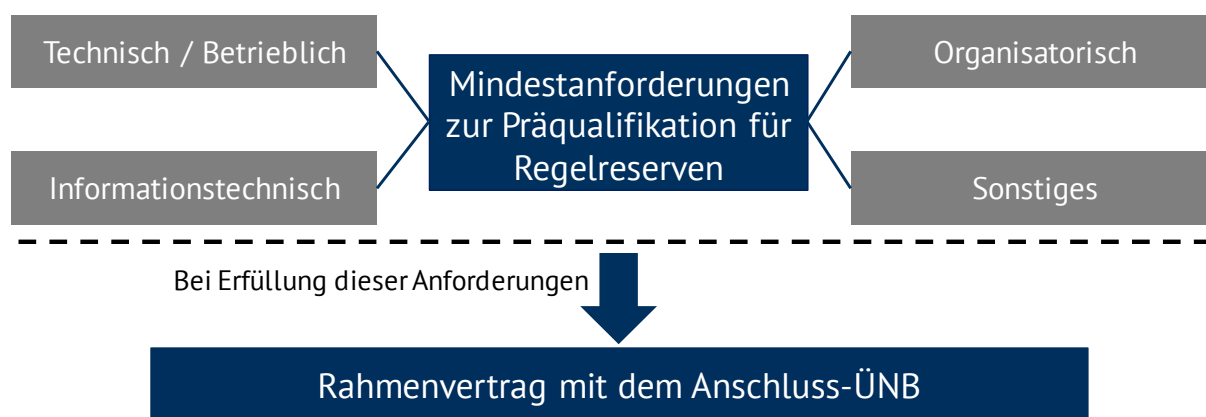 Technisch / Betrieblich
Informationstechnisch
Mindestanforderungen
zur Präqualifikation für
Regelreserven
Organisatorisch
Sonstiges
Bei Erfüllung dieser Anforderungen
Rahmenvertrag mit dem Anschluss-ÜNB